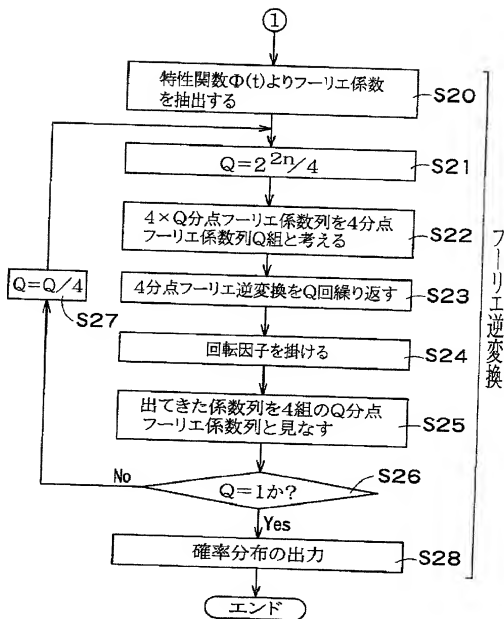 ①
特性関数Φ(t)よりフーリエ係数
を抽出する
S20
Q=2^{2n}/4
S21
4×Q分点フーリエ係数列を4分点
フーリエ係数列Q組と考える
S22
4分点フーリエ逆変換をQ回繰り返す
S23
Q=Q/4
S27
回転因子を掛ける
S24
出てきた係数列を4組のQ分点
フーリエ係数列と見なす
S25
No
Q=1か?
S26
Yes
確率分布の出力
S28
エンド
フーリエ逆変換